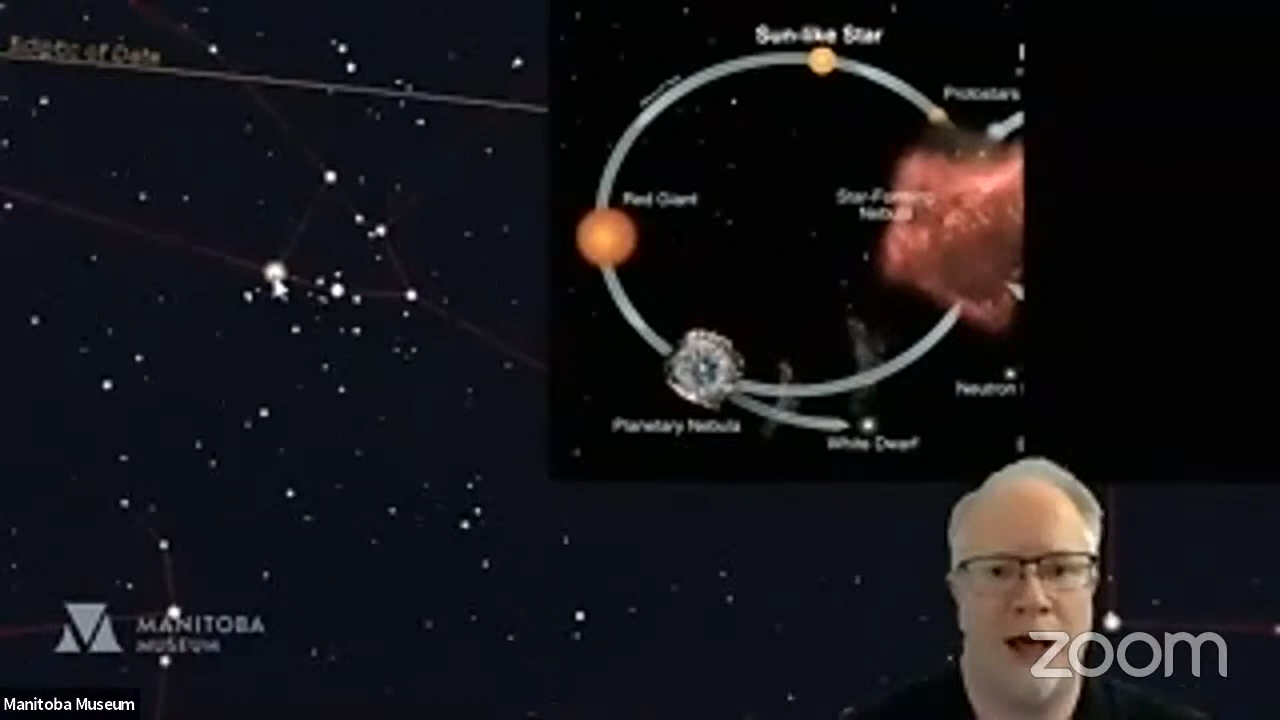 Ecliptic of Date
Sun-like Star
Protostars
Red Giant
Star-Forming
Nebula
Neutron
Planetary Nebula
White Dwarf
MANITOBA
MUSEUM
zoom
Manitoba Museum